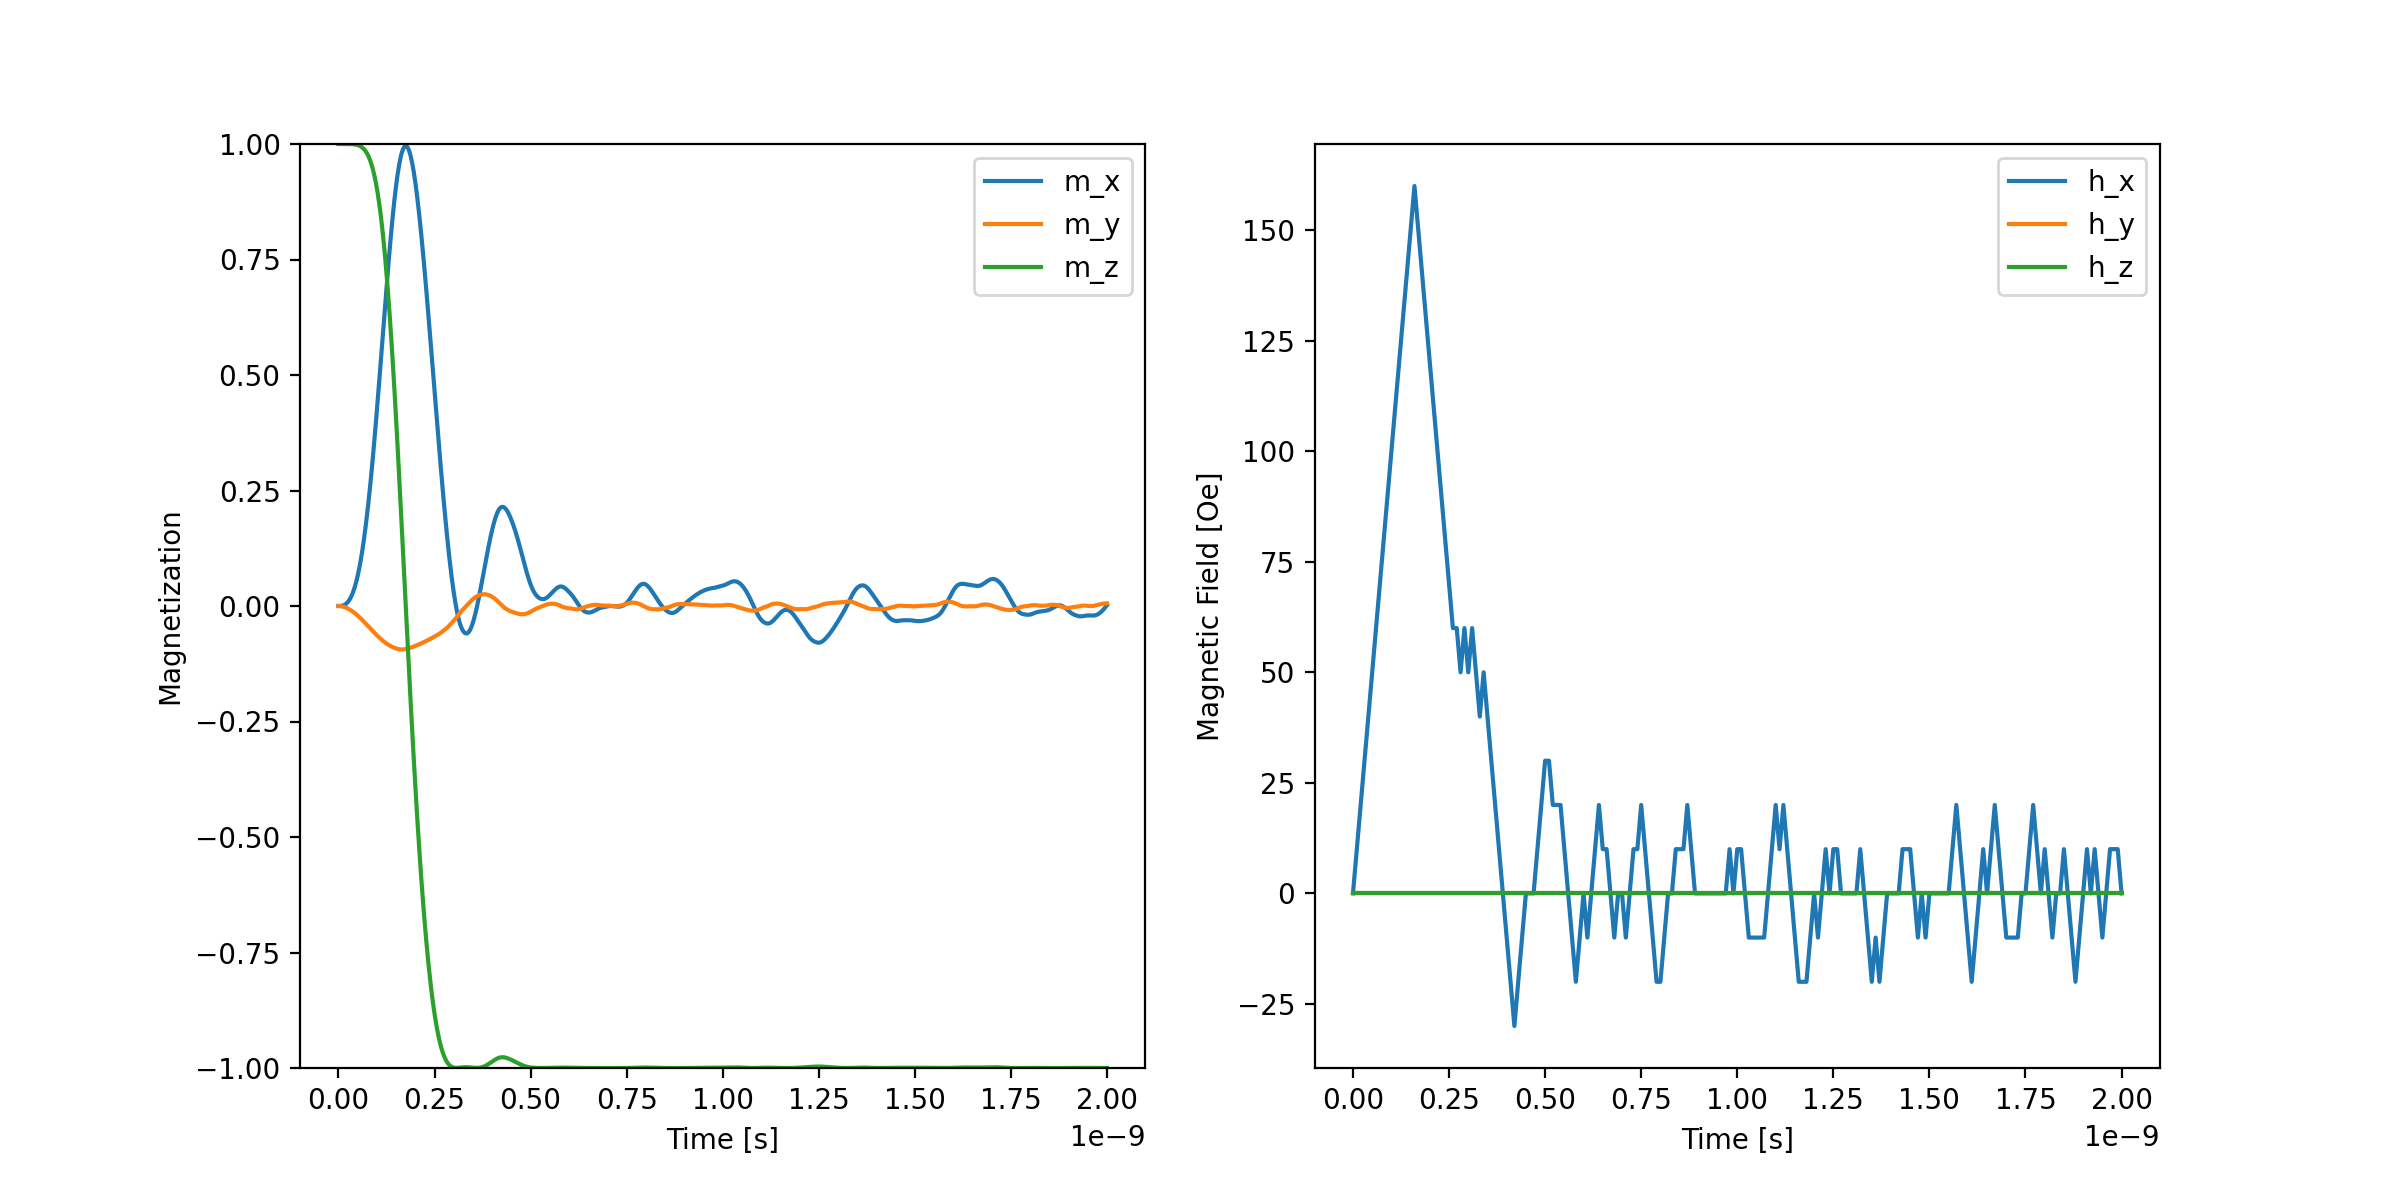 1.00
0.75
0.50
0.25
0.00
−0.25
−0.50
−0.75
−1.00
Magnetization
m_x
m_y
m_z
0.00 0.25 0.50 0.75 1.00 1.25 1.50 1.75 2.00
Time [s]
1e−9
150
125
100
75
50
25
0
−25
Magnetic Field [Oe]
h_x
h_y
h_z
0.00 0.25 0.50 0.75 1.00 1.25 1.50 1.75 2.00
Time [s]
1e−9